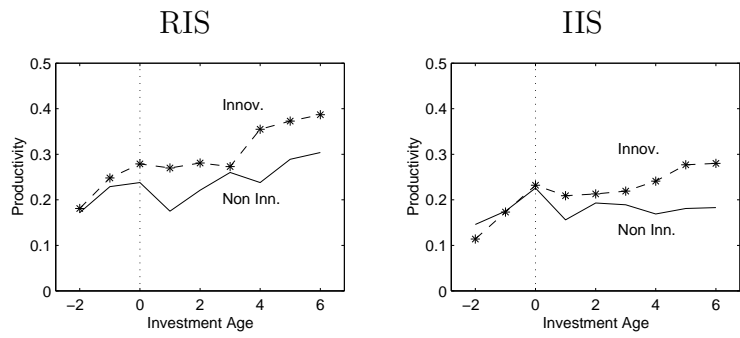 RIS
0.5
0.4
0.3
0.2
0.1
0
Productivity
Innov.
Non Inn.
−2 0 2 4 6
Investment Age
IIS
0.5
0.4
0.3
0.2
0.1
0
Productivity
Innov.
Non Inn.
−2 0 2 4 6
Investment Age